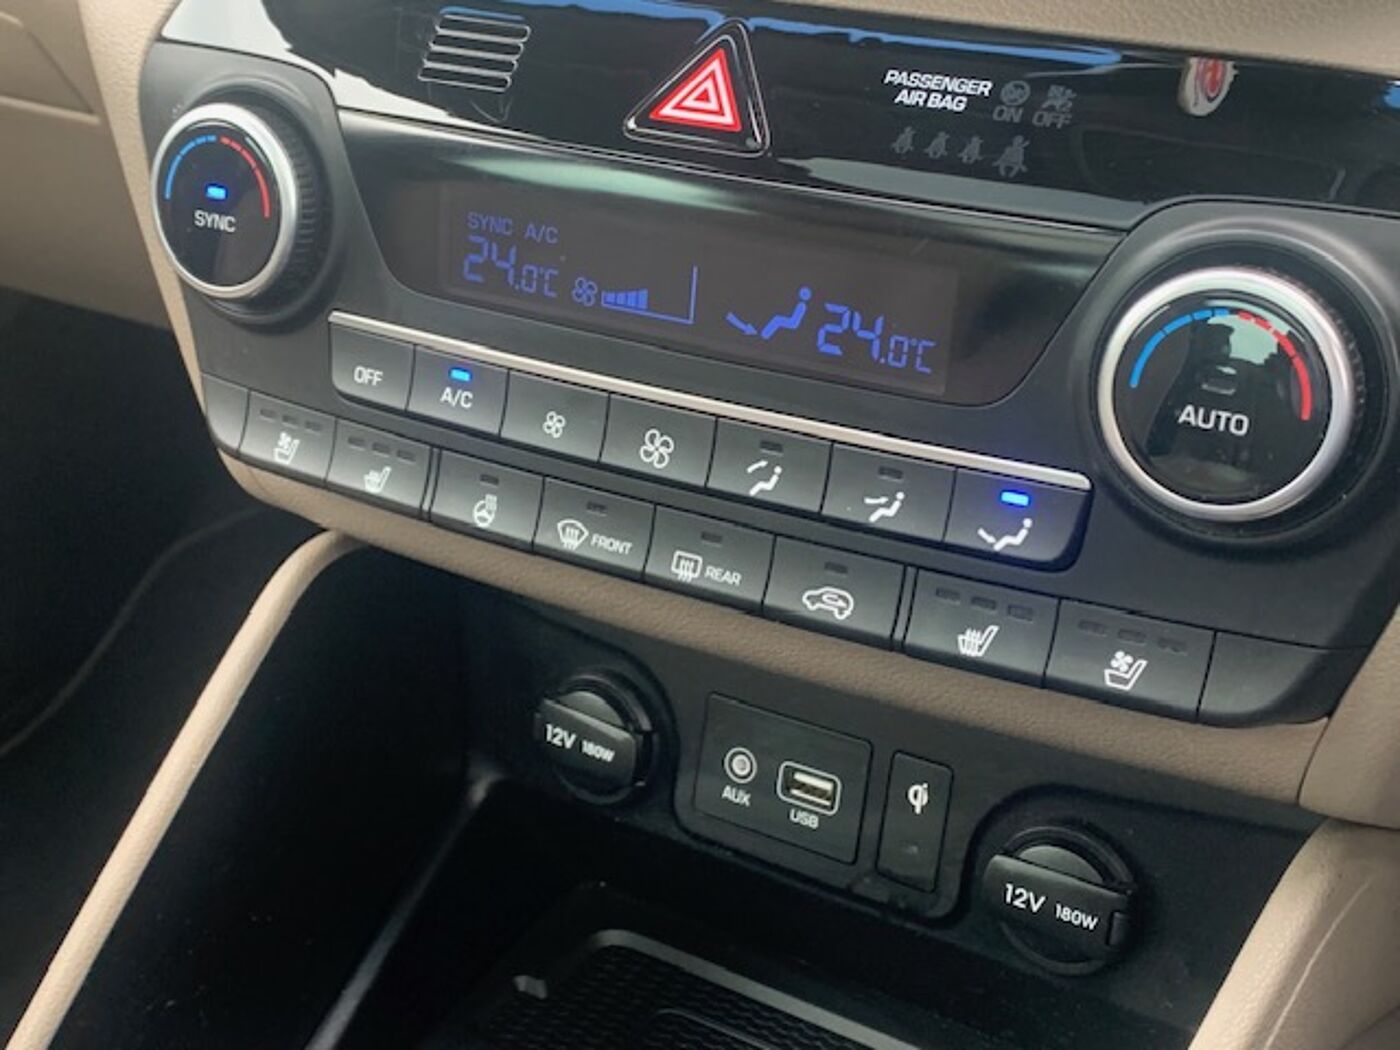 PASSENGER
AIR BAG
ON OFF
SYNC
SYNC A/C
24.0°C
24.0°C
AUTO
OFF
A/C
FRONT
REAR
12V 180W
AUX
USB
qi
12V 180W